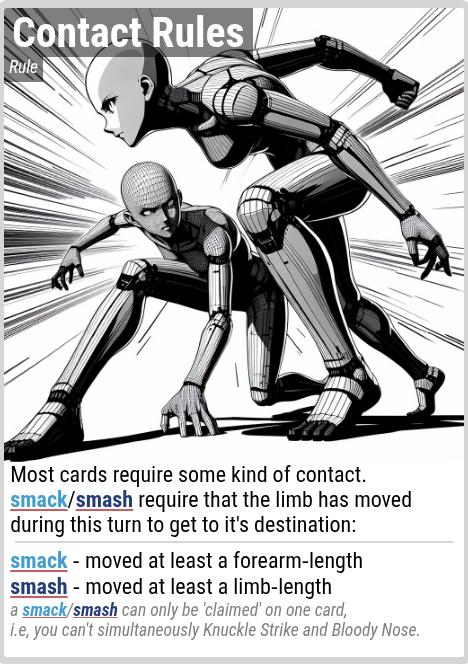 Contact Rules
Rule
Most cards require some kind of contact.
smack/smash require that the limb has moved
during this turn to get to it's destination:
smack - moved at least a forearm-length
smash - moved at least a limb-length
a smack/smash can only be 'claimed' on one card,
i.e, you can't simultaneously Knuckle Strike and Bloody Nose.